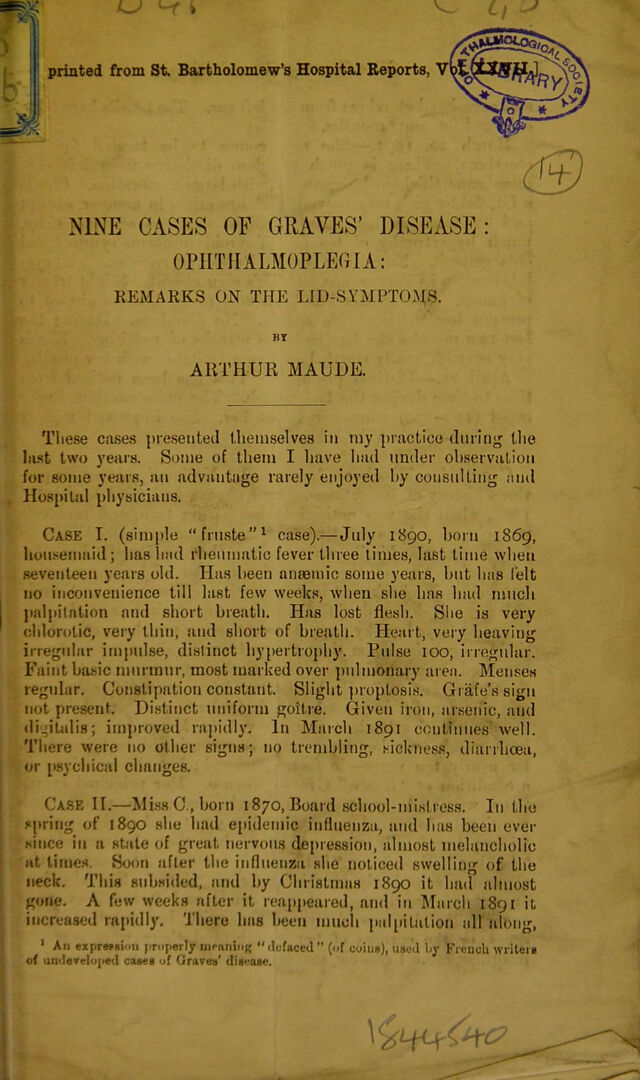 printed from St. Bartholomew's Hospital Reports, Vol.
OPHTHALMOLOGICAL SOCIETY
LIBRARY
14
NINE CASES OF GRAVES' DISEASE:
OPHTHALMOPLEGIA:
REMARKS ON THE LID-SYMPTOMS.
BY
ARTHUR MAUDE.
These cases presented themselves in my practice during the
last two years. Some of them I have had under observation
for some years, an advantage rarely enjoyed by consulting and
Hospital physicians.
CASE I. (simple "fruste"¹ case).—July 1890, born 1869,
housemaid; has had rheumatic fever three times, last time when
seventeen years old. Has been anæmic some years, but has felt
no inconvenience till last few weeks, when she has had much
palpitation and short breath. Has lost flesh. She is very
chlorotic, very thin, and short of breath. Heart, very heaving
irregular impulse, distinct hypertrophy. Pulse 100, irregular.
Faint basic murmur, most marked over pulmonary area. Menses
regular. Constipation constant. Slight proptosis. Gräfe's sign
not present. Distinct uniform goître. Given iron, arsenic, and
digitalis; improved rapidly. In March 1891 continues well.
There were no other signs; no trembling, sickness, diarrhœa,
or psychical changes.
CASE II.—Miss C., born 1870, Board school-mistress. In the
spring of 1890 she had epidemic influenza, and has been ever
since in a state of great nervous depression, almost melancholic
at times. Soon after the influenza she noticed swelling of the
neck. This subsided, and by Christmas 1890 it had almost
gone. A few weeks after it reappeared, and in March 1891 it
increased rapidly. There has been much palpitation all along,
¹ An expression properly meaning "defaced" (of coins), used by French writers
of undeveloped cases of Graves' disease.
1844540